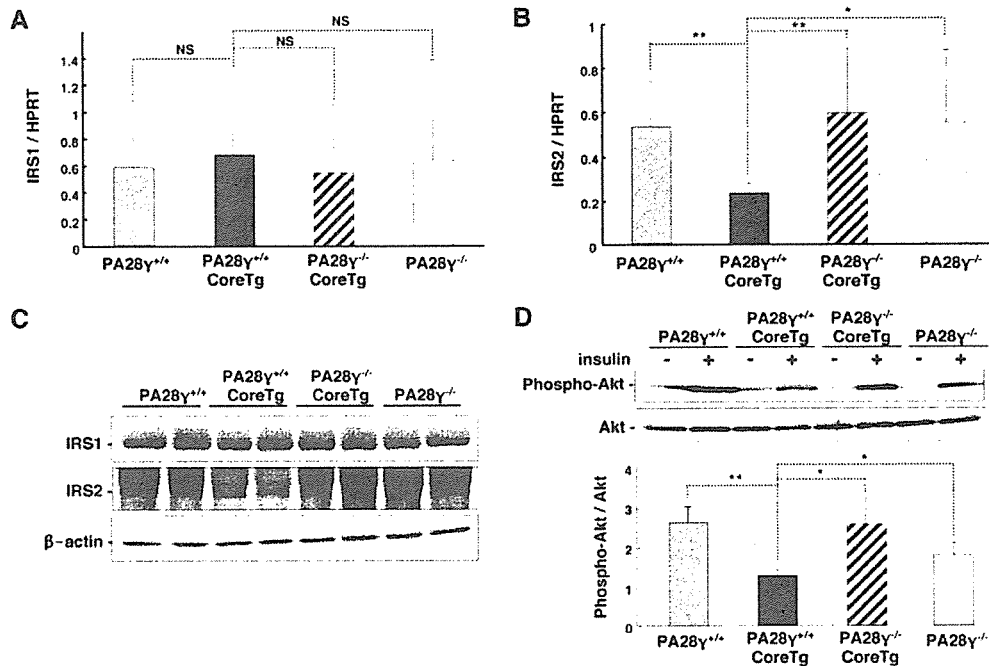 A
NS
NS
NS
IRS1 / HPRT
1.4
1.2
1
0.8
0.6
0.4
0.2
0
PA28γ+/+
PA28γ+/+ CoreTg
PA28γ-/- CoreTg
PA28γ-/-
B
*
**
**
IRS2 / HPRT
1
0.8
0.6
0.4
0.2
0
PA28γ+/+
PA28γ+/+ CoreTg
PA28γ-/- CoreTg
PA28γ-/-
C
PA28γ+/+
PA28γ+/+ CoreTg
PA28γ-/- CoreTg
PA28γ-/-
IRS1 -
IRS2 -
β-actin -
D
PA28γ+/+
PA28γ+/+ CoreTg
PA28γ-/- CoreTg
PA28γ-/-
insulin - + - + - + - +
Phospho-Akt -
Akt -
Phospho-Akt / Akt
4
3
2
1
0
**
*
*
PA28γ+/+
PA28γ+/+ CoreTg
PA28γ-/- CoreTg
PA28γ-/-